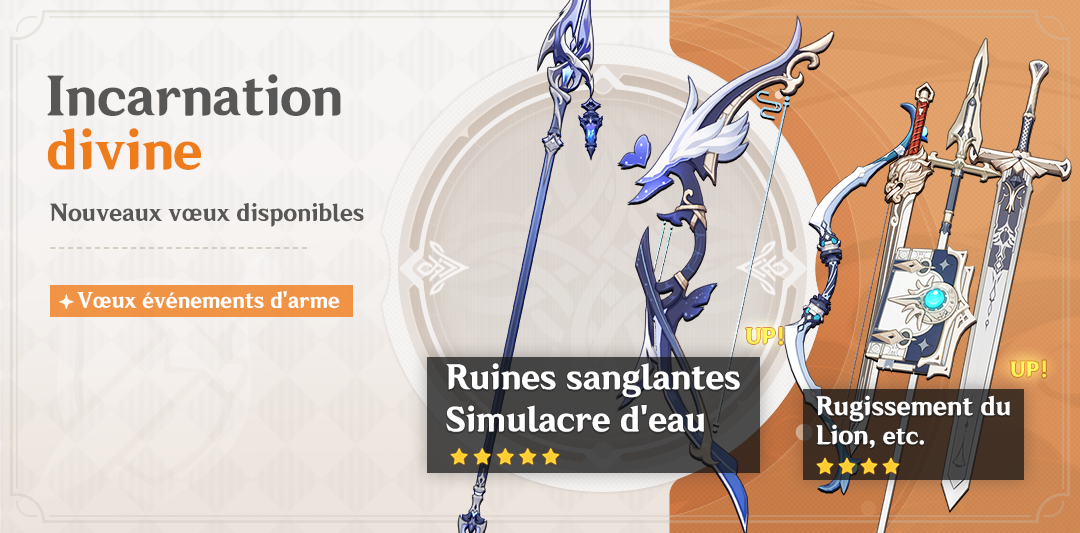 Incarnation
divine
Nouveaux vœux disponibles
Vœux événements d'arme
UP!
Ruines sanglantes
Simulacre d'eau
UP!
Rugissement du
Lion, etc.